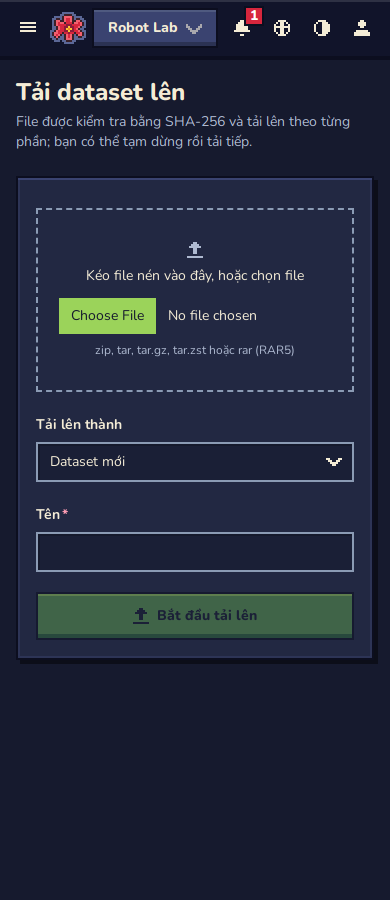 Robot Lab
1
Tải dataset lên
File được kiểm tra bằng SHA-256 và tải lên theo từng
phần; bạn có thể tạm dừng rồi tải tiếp.
Kéo file nén vào đây, hoặc chọn file
Choose File No file chosen
zip, tar, tar.gz, tar.zst hoặc rar (RAR5)
Tải lên thành
Dataset mới
Tên*
Bắt đầu tải lên